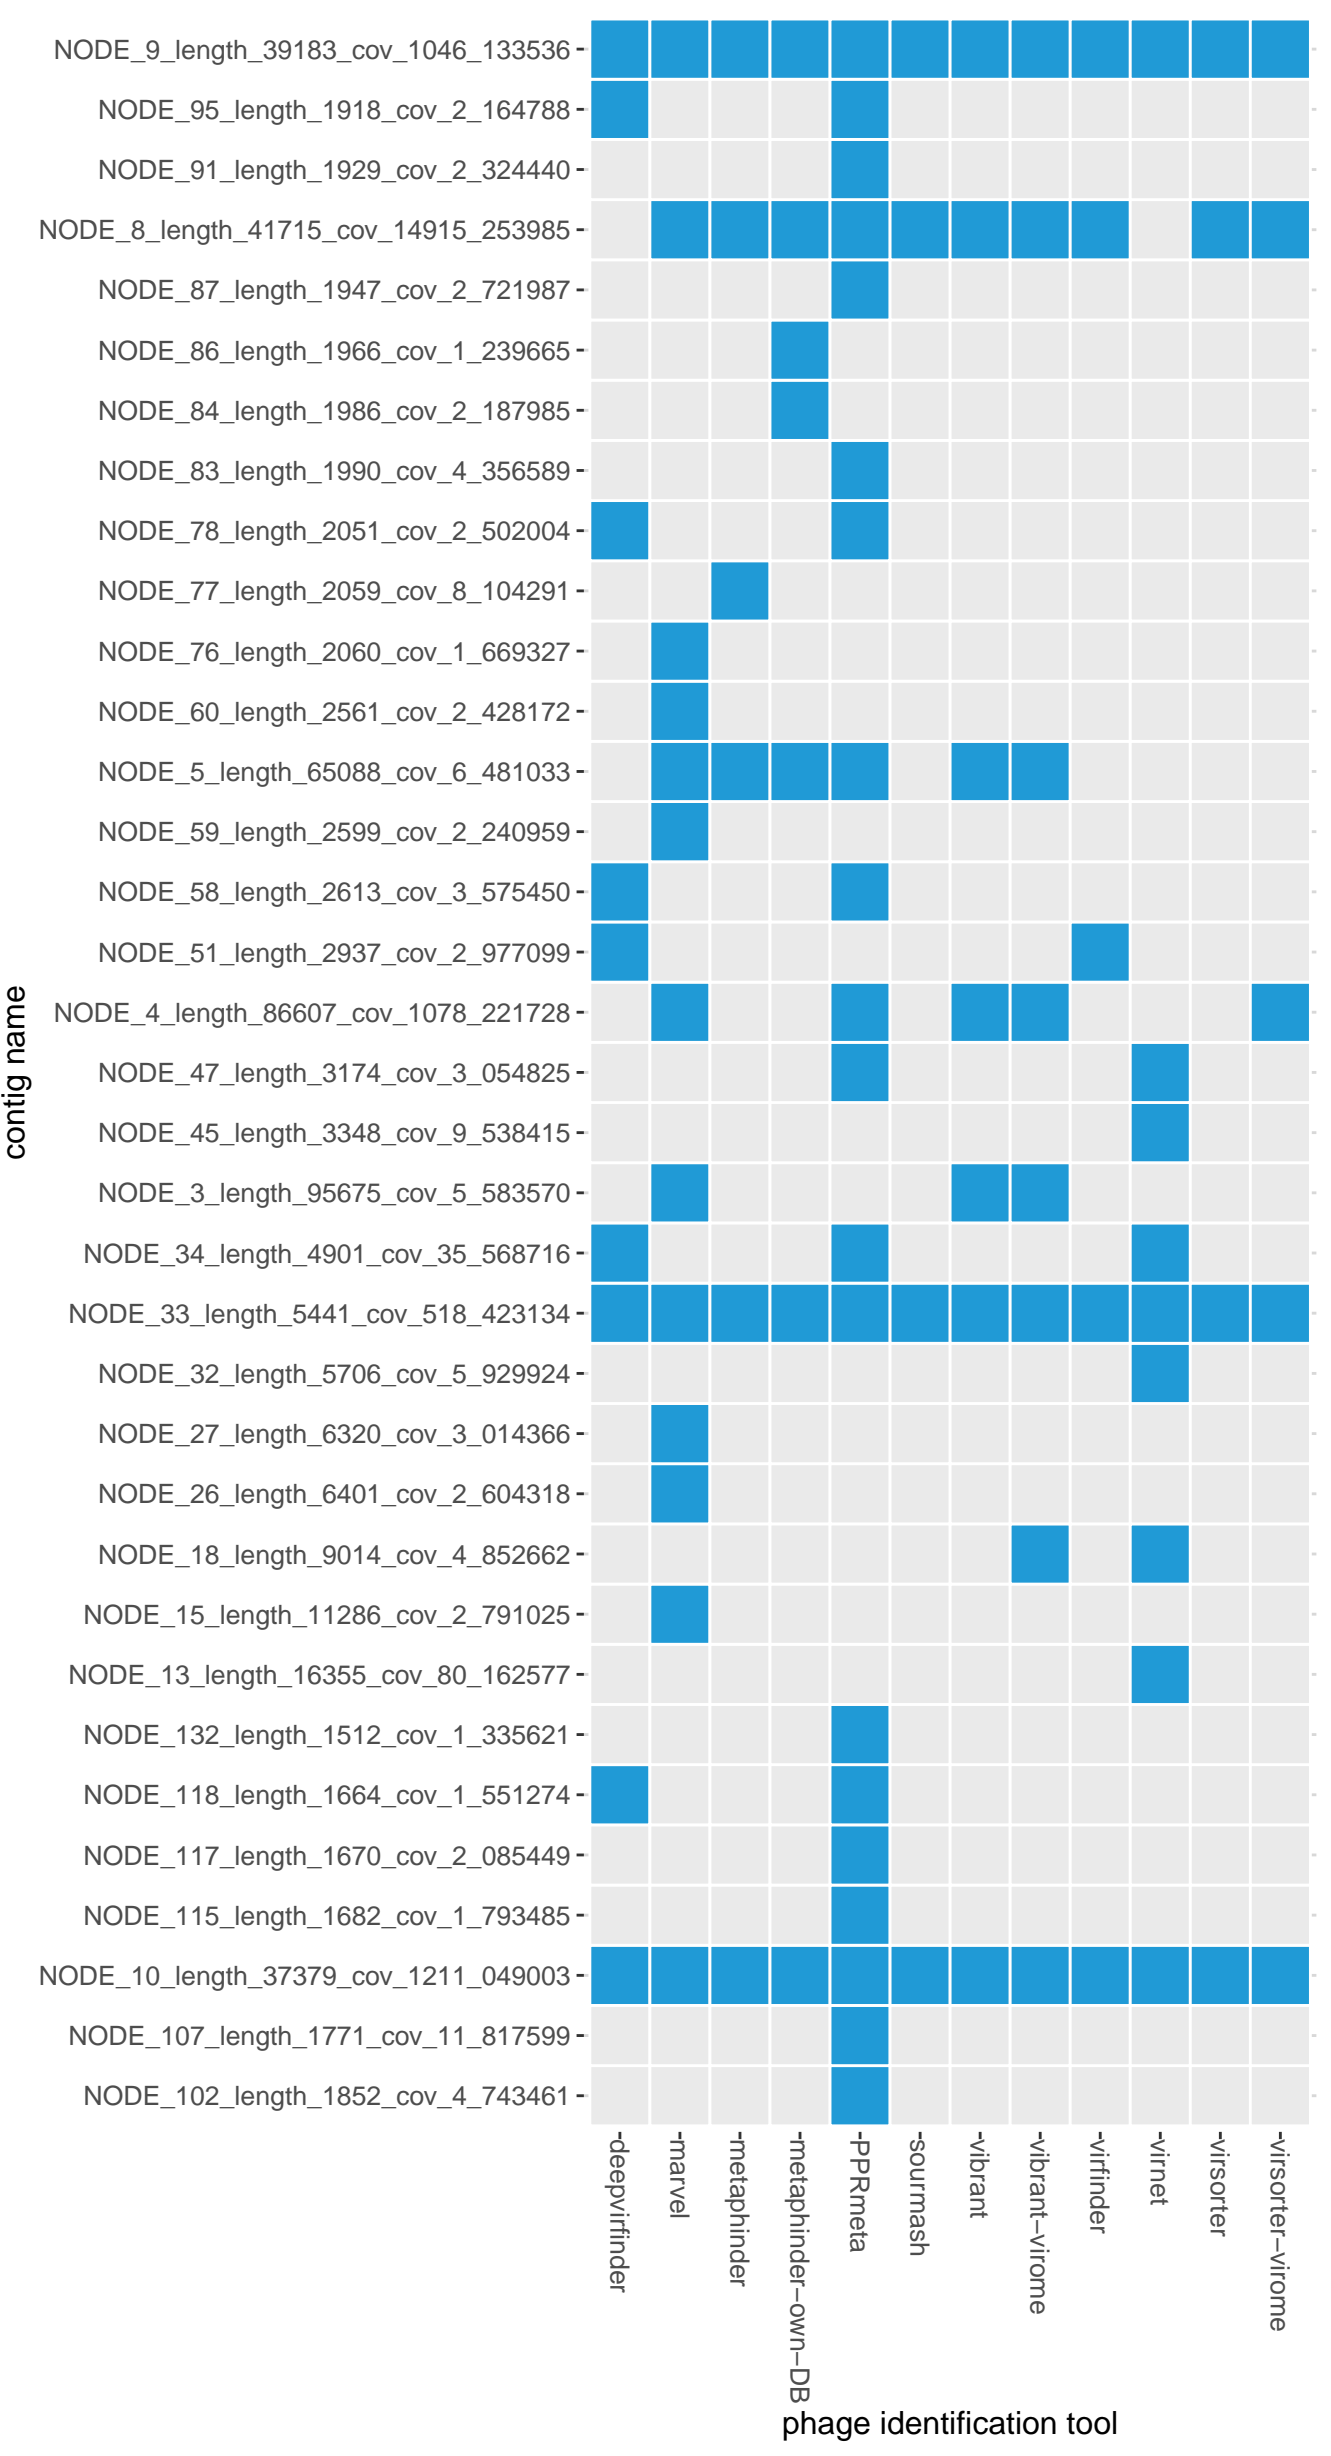 NODE_9_length_39183_cov_1046_133536
NODE_95_length_1918_cov_2_164788
NODE_91_length_1929_cov_2_324440
NODE_8_length_41715_cov_14915_253985
NODE_87_length_1947_cov_2_721987
NODE_86_length_1966_cov_1_239665
NODE_84_length_1986_cov_2_187985
NODE_83_length_1990_cov_4_356589
NODE_78_length_2051_cov_2_502004
NODE_77_length_2059_cov_8_104291
NODE_76_length_2060_cov_1_669327
NODE_60_length_2561_cov_2_428172
NODE_5_length_65088_cov_6_481033
NODE_59_length_2599_cov_2_240959
NODE_58_length_2613_cov_3_575450
NODE_51_length_2937_cov_2_977099
NODE_4_length_86607_cov_1078_221728
NODE_47_length_3174_cov_3_054825
NODE_45_length_3348_cov_9_538415
NODE_3_length_95675_cov_5_583570
NODE_34_length_4901_cov_35_568716
NODE_33_length_5441_cov_518_423134
NODE_32_length_5706_cov_5_929924
NODE_27_length_6320_cov_3_014366
NODE_26_length_6401_cov_2_604318
NODE_18_length_9014_cov_4_852662
NODE_15_length_11286_cov_2_791025
NODE_13_length_16355_cov_80_162577
NODE_132_length_1512_cov_1_335621
NODE_118_length_1664_cov_1_551274
NODE_117_length_1670_cov_2_085449
NODE_115_length_1682_cov_1_793485
NODE_10_length_37379_cov_1211_049003
NODE_107_length_1771_cov_11_817599
NODE_102_length_1852_cov_4_743461
contig name
deepvirfinder
marvel
metaphinder
metaphinder−own−DB
PPRmeta
sourmash
vibrant
vibrant−virome
virfinder
virnet
virsorter
virsorter−virome
phage identification tool